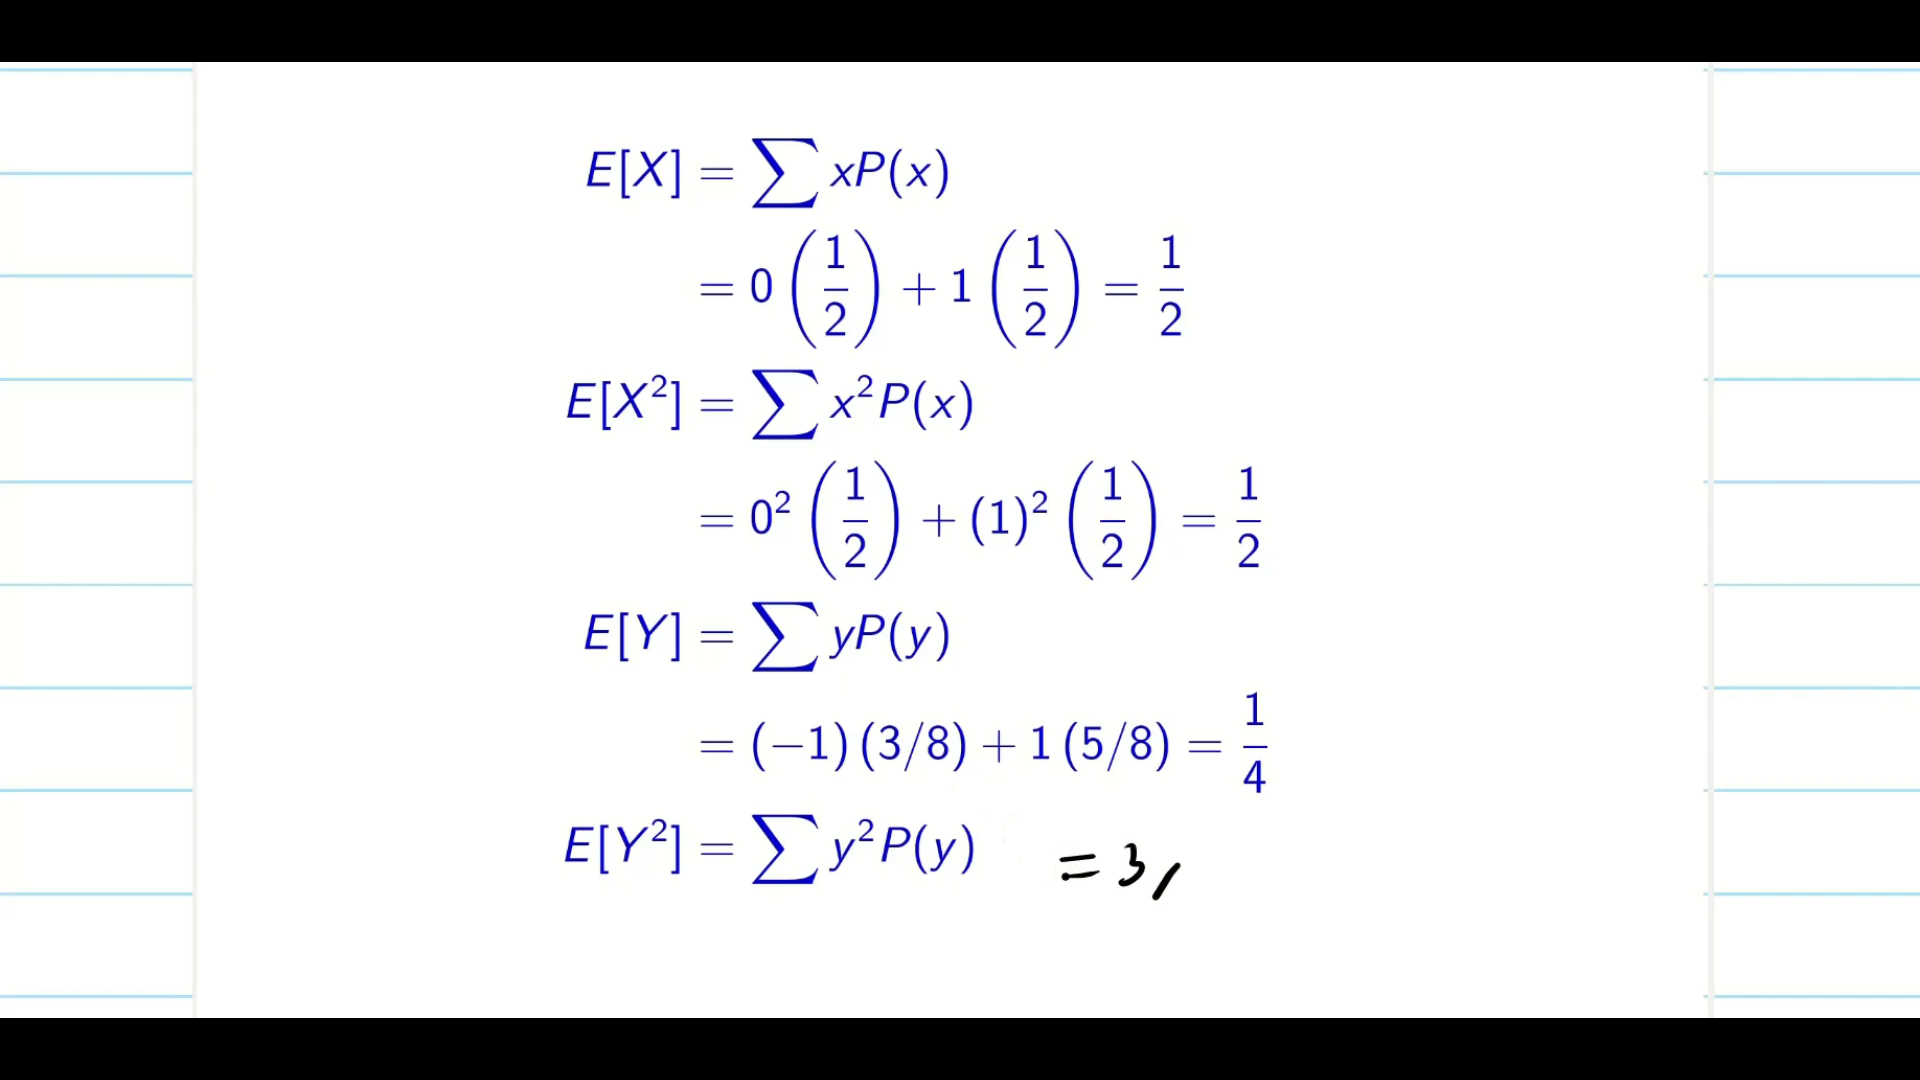 E[X] = ∑ xP(x)
= 0 (1/2) + 1 (1/2) = 1/2
E[X²] = ∑ x²P(x)
= 0² (1/2) + (1)² (1/2) = 1/2
E[Y] = ∑ yP(y)
= (−1) (3/8) + 1 (5/8) = 1/4
E[Y²] = ∑ y²P(y) = 3/